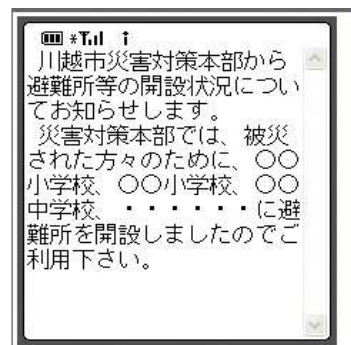 川越市災害対策本部から
避難所等の開設状況につい
てお知らせします。
災害対策本部では、被災
された方々のために、○○
小学校、○○小学校、○○
中学校、・・・・・・に避
難所を開設しましたのでご
利用下さい。